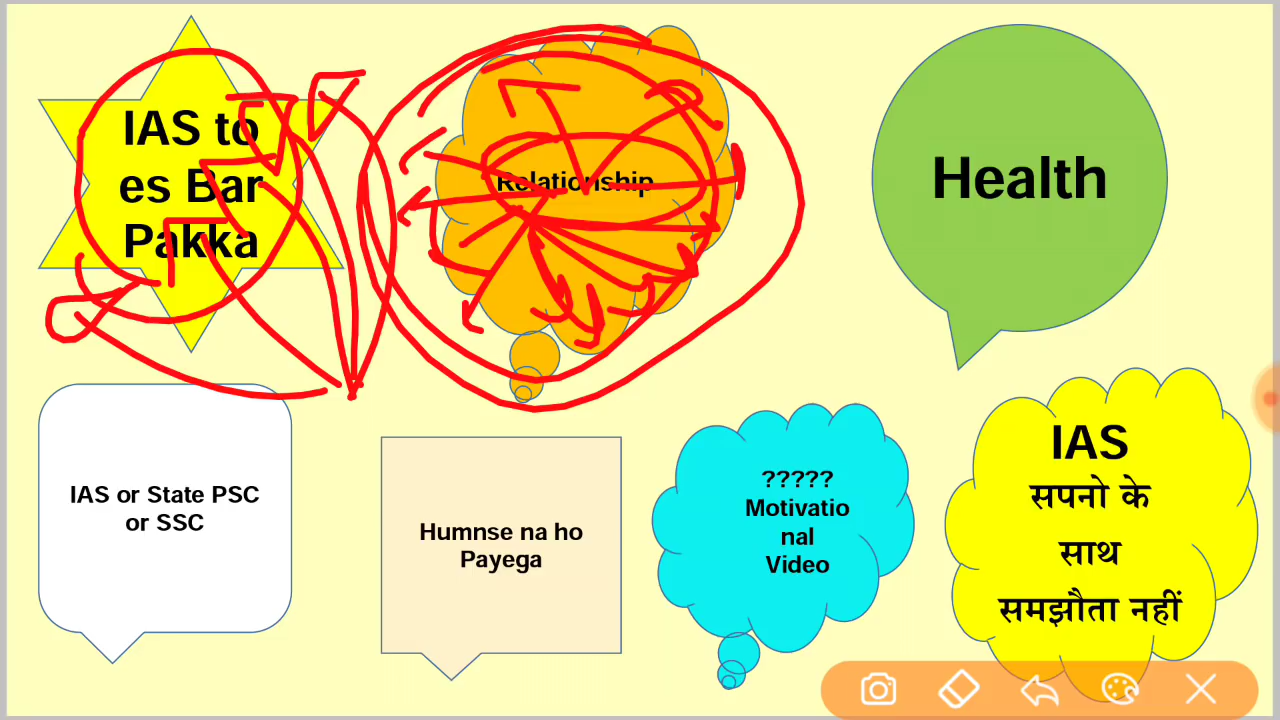 IAS to
es Bar
Pakka
Relationship
Health
IAS or State PSC
or SSC
Humnse na ho
Payega
?????
Motivatio
nal
Video
IAS
सपनो के
साथ
समझौता नहीं